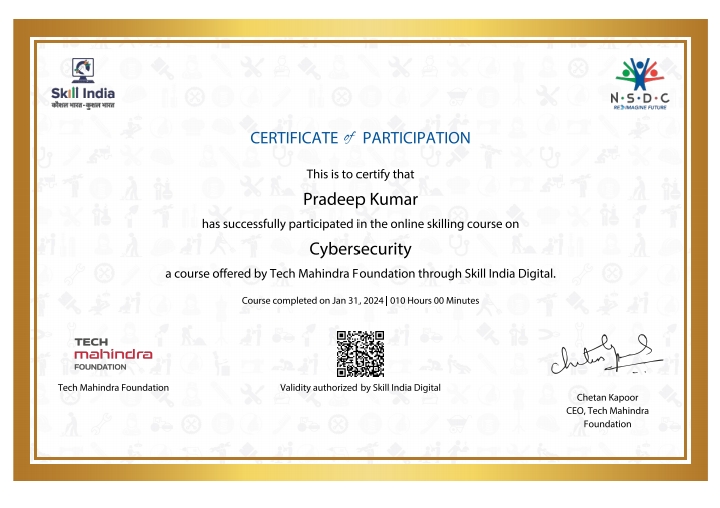 Skill India
कौशल भारत-कुशल भारत
N·S·D·C
RE-IMAGINE FUTURE
CERTIFICATE of PARTICIPATION
This is to certify that
Pradeep Kumar
has successfully participated in the online skilling course on
Cybersecurity
a course offered by Tech Mahindra Foundation through Skill India Digital.
Course completed on Jan 31, 2024 | 010 Hours 00 Minutes
TECH
mahindra
FOUNDATION
Tech Mahindra Foundation
Validity authorized by Skill India Digital
Chetan Kapoor
CEO, Tech Mahindra
Foundation